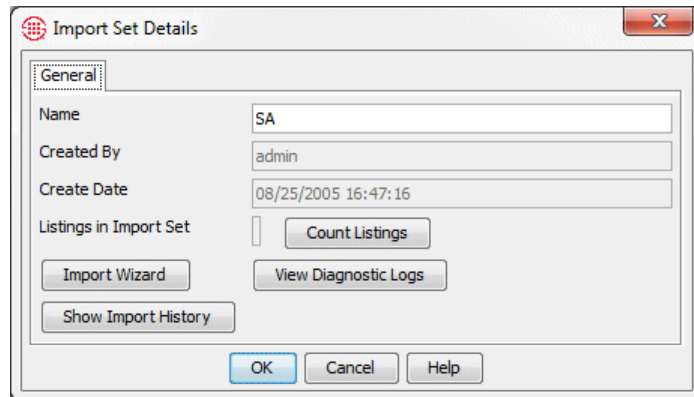 Import Set Details
General
Name SA
Created By admin
Create Date 08/25/2005 16:47:16
Listings in Import Set Count Listings
Import Wizard View Diagnostic Logs
Show Import History
OK Cancel Help